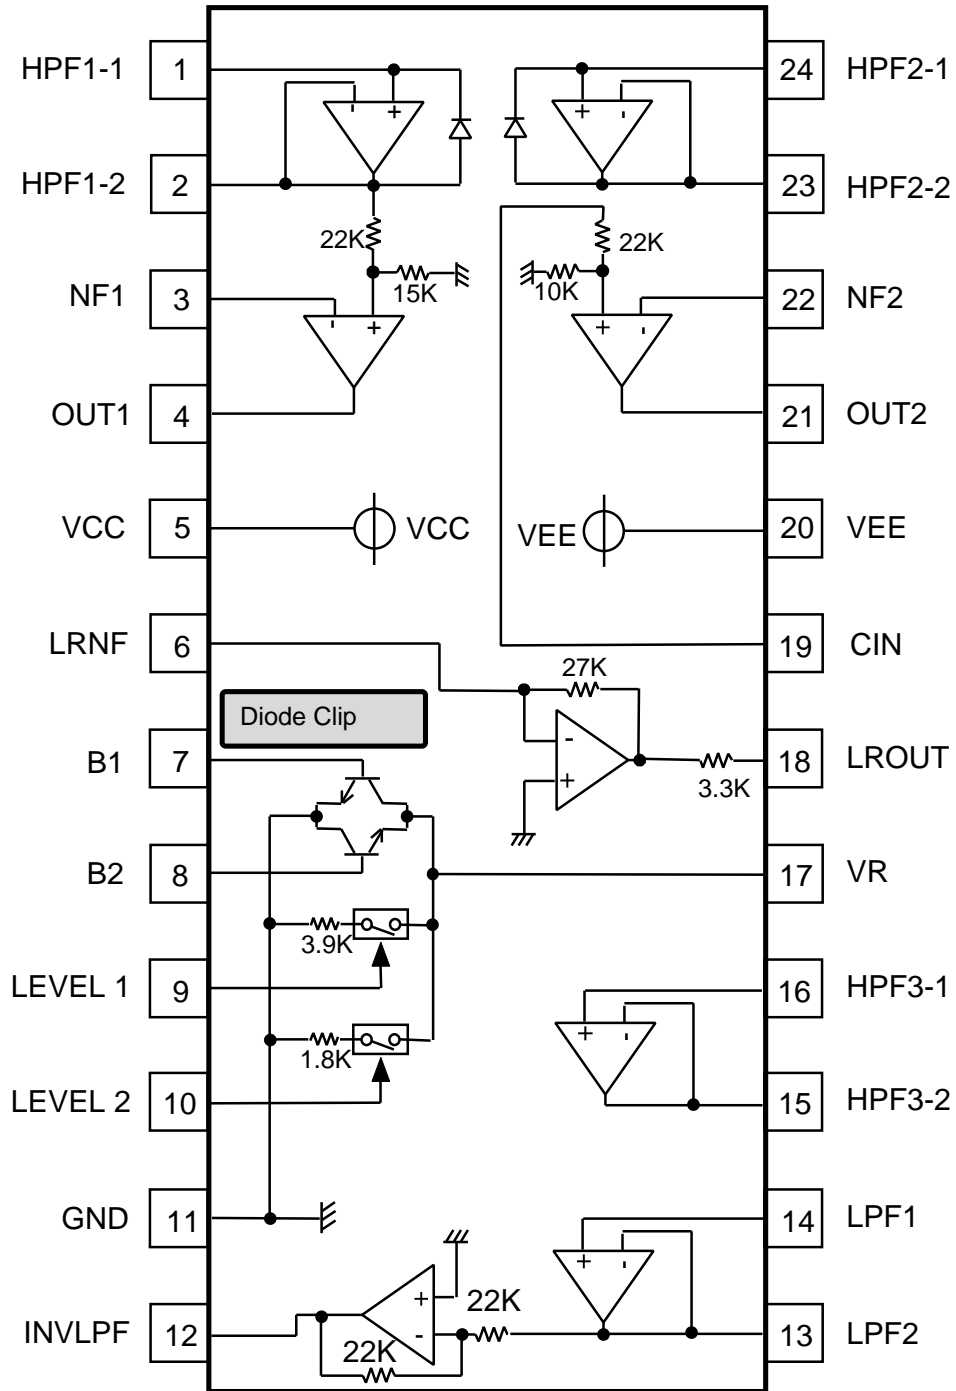 HPF1-1 1 24 HPF2-1
- + + -
HPF1-2 2 23 HPF2-2
22K 22K
15K 10K
NF1 3 22 NF2
- + + -
OUT1 4 21 OUT2
VCC 5 VCC VEE 20 VEE
LRNF 6 19 CIN
27K
Diode Clip
-
B1 7 18 LROUT
+ 3.3K
B2 8 17 VR
3.9K
LEVEL 1 9 16 HPF3-1
+ -
1.8K
LEVEL 2 10 15 HPF3-2
GND 11 14 LPF1
+ -
+ 22K
INVLPF 12 - 13 LPF2
22K